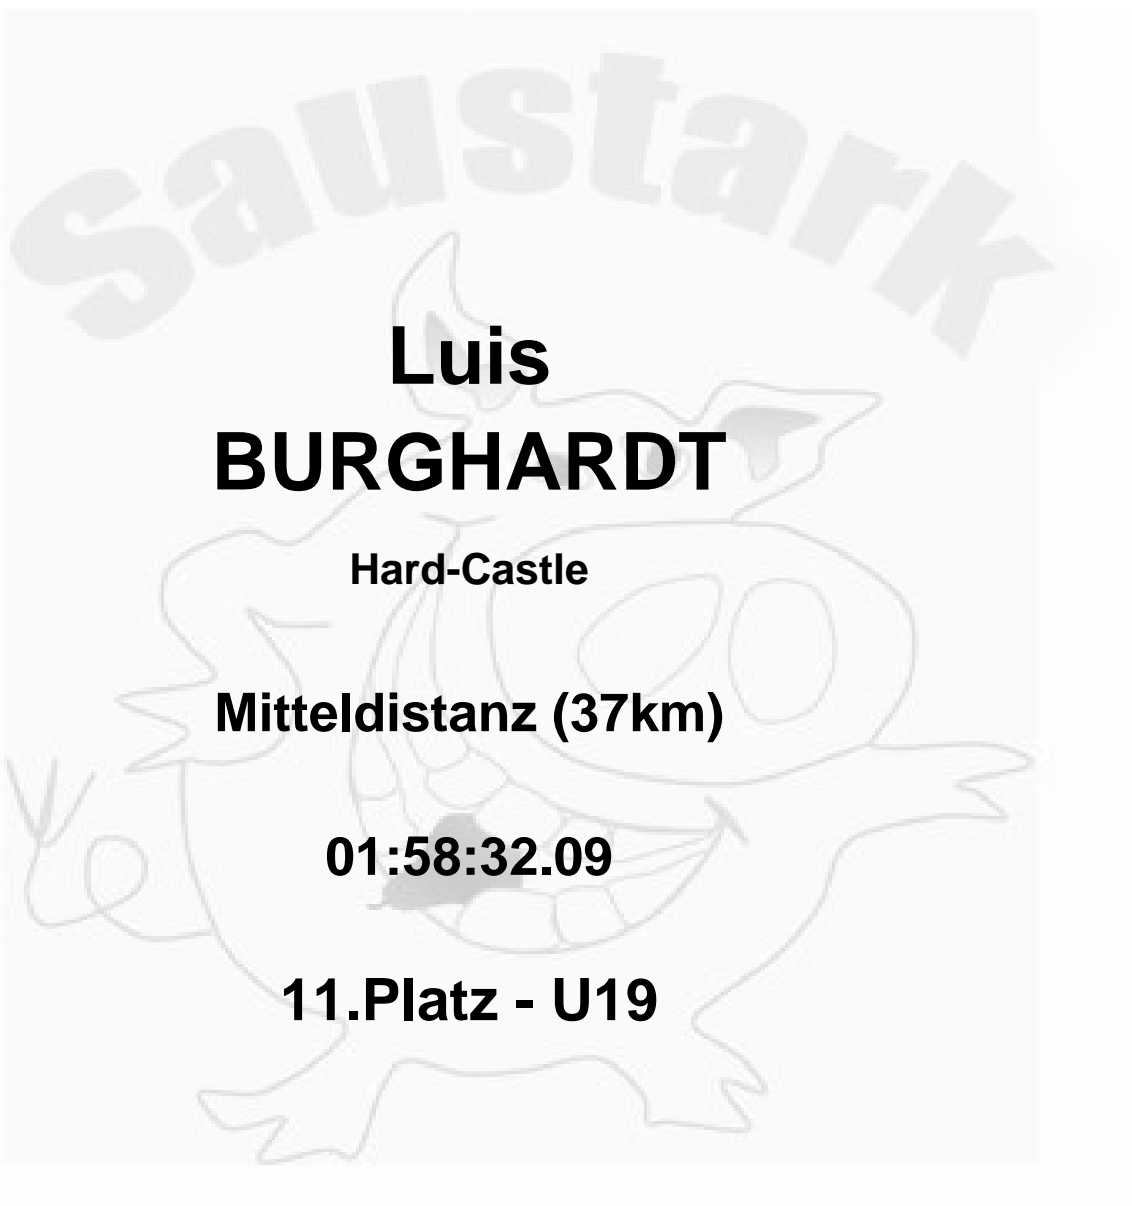 Saustark
Luis
BURGHARDT
Hard-Castle
Mitteldistanz (37km)
01:58:32.09
11.Platz - U19